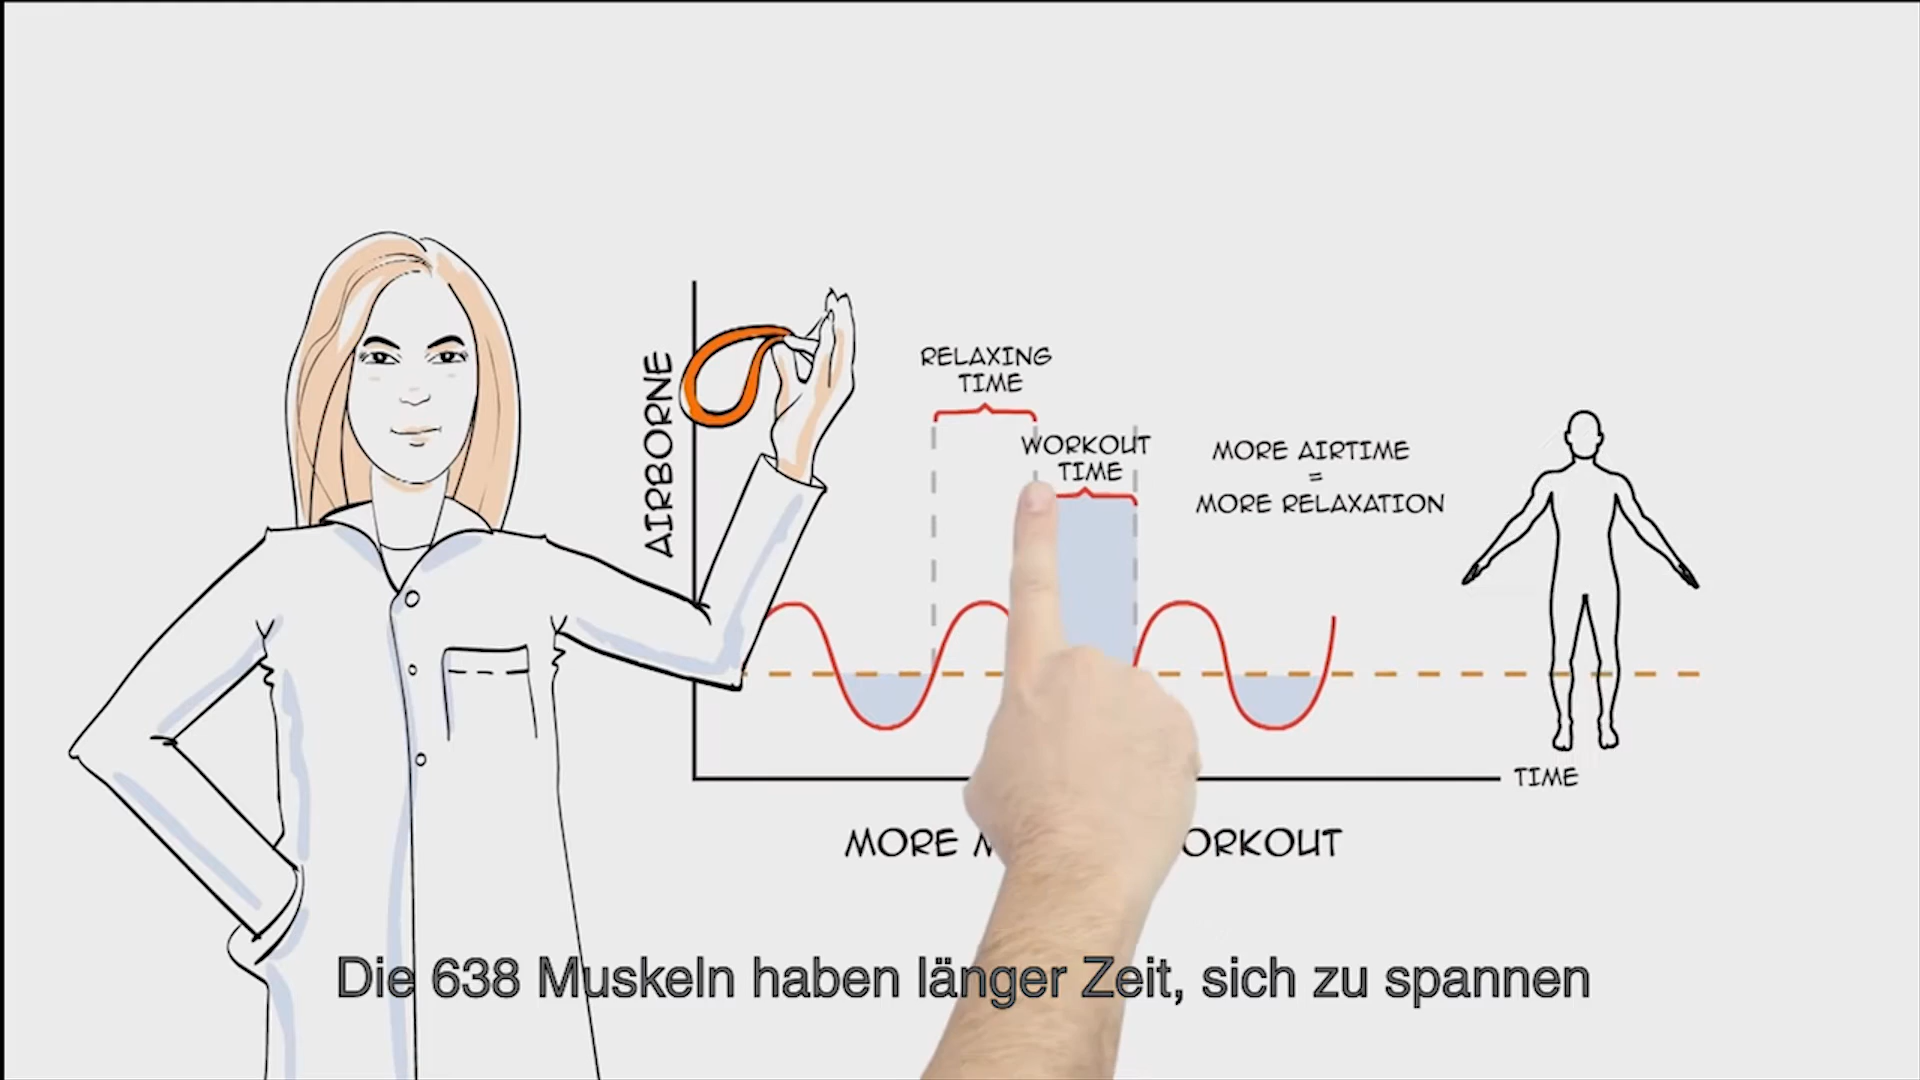 AIRBORNE
RELAXING
TIME
WORKOUT
TIME
MORE AIRTIME
=
MORE RELAXATION
TIME
MORE
Die 638 Muskeln haben länger Zeit, sich zu spannen